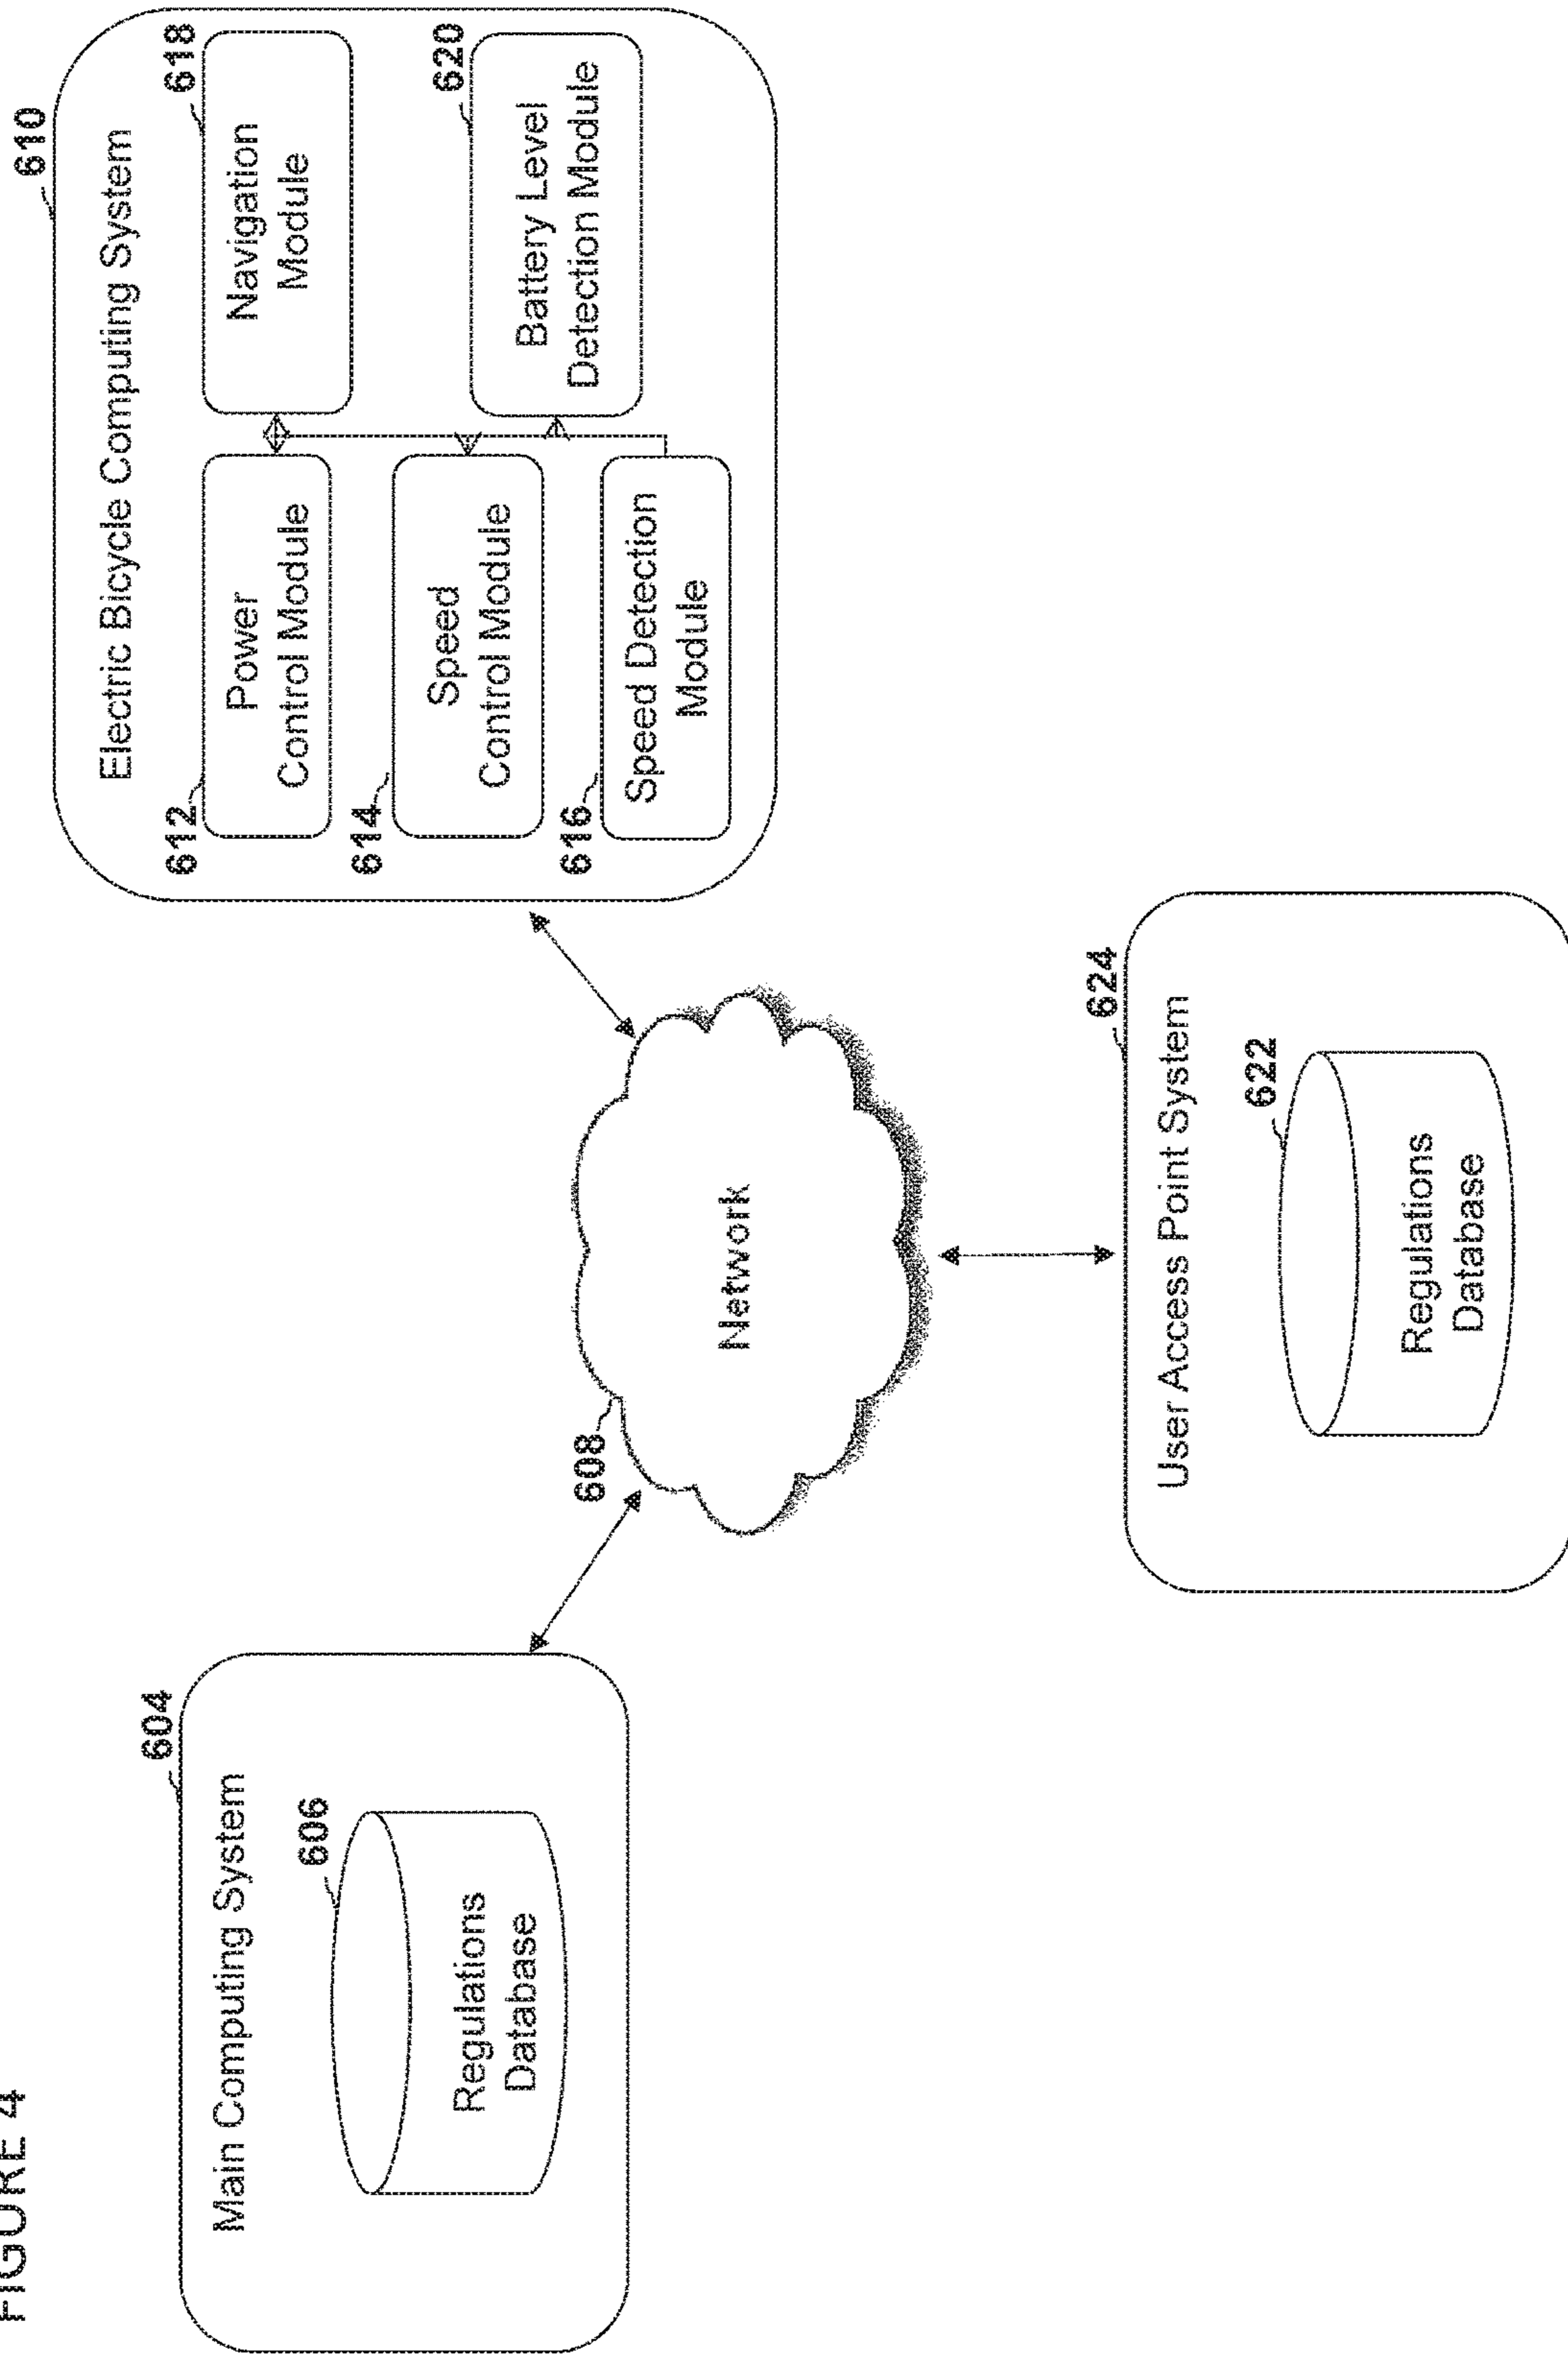 FIGURE 4
604
Main Computing System
606
Regulations
Database
608
Network
610
Electric Bicycle Computing System
612
Power
Control Module
614
Speed
Control Module
616
Speed Detection
Module
618
Navigation
Module
620
Battery Level
Detection Module
624
User Access Point System
622
Regulations
Database